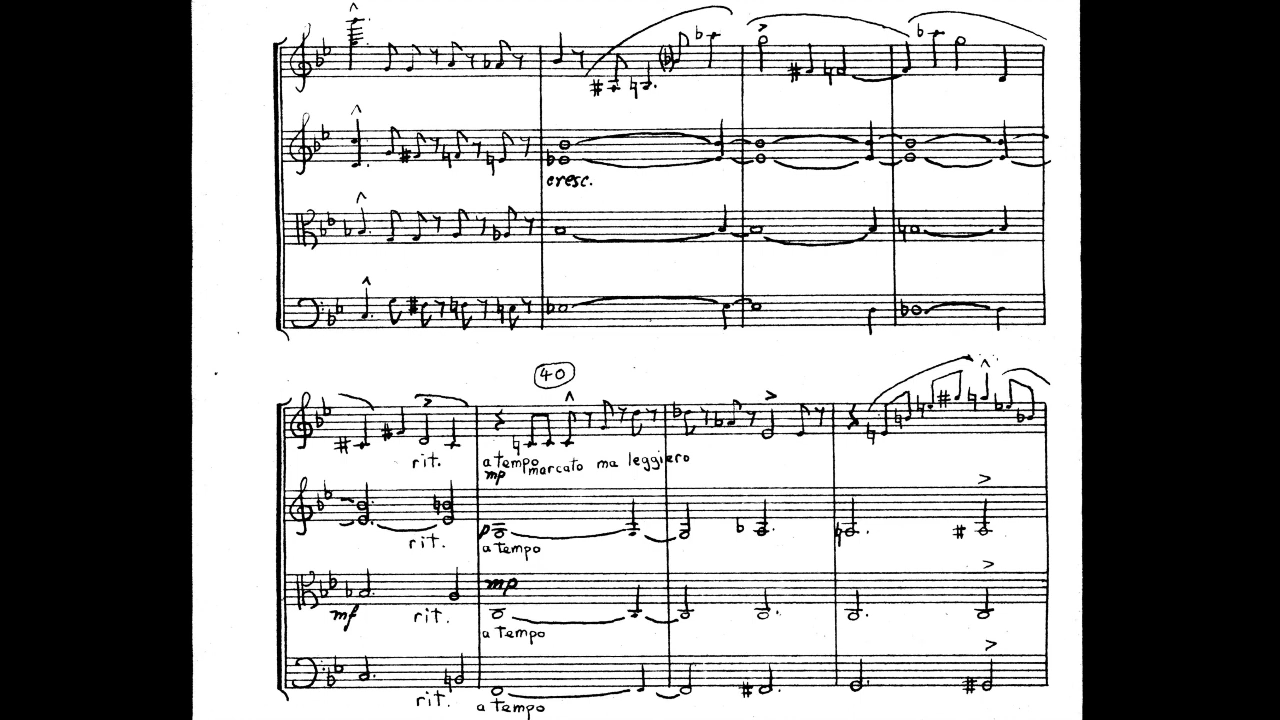 cresc.
40
rit.
a tempo
marcato ma leggiero
mp
rit.
p
a tempo
mp
mf
rit.
a tempo
rit.
a tempo